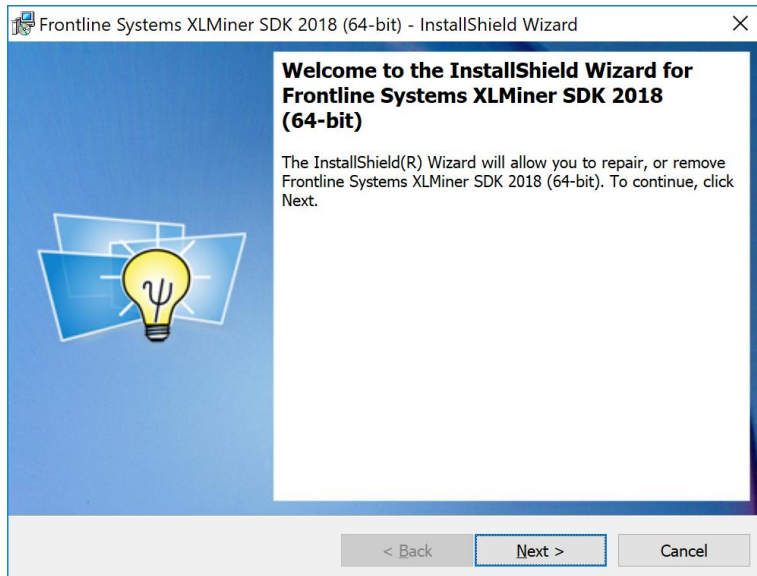 Frontline Systems XLMiner SDK 2018 (64-bit) - InstallShield Wizard
Welcome to the InstallShield Wizard for
Frontline Systems XLMiner SDK 2018
(64-bit)
The InstallShield(R) Wizard will allow you to repair, or remove
Frontline Systems XLMiner SDK 2018 (64-bit). To continue, click
Next.
ψ
< Back
Next >
Cancel